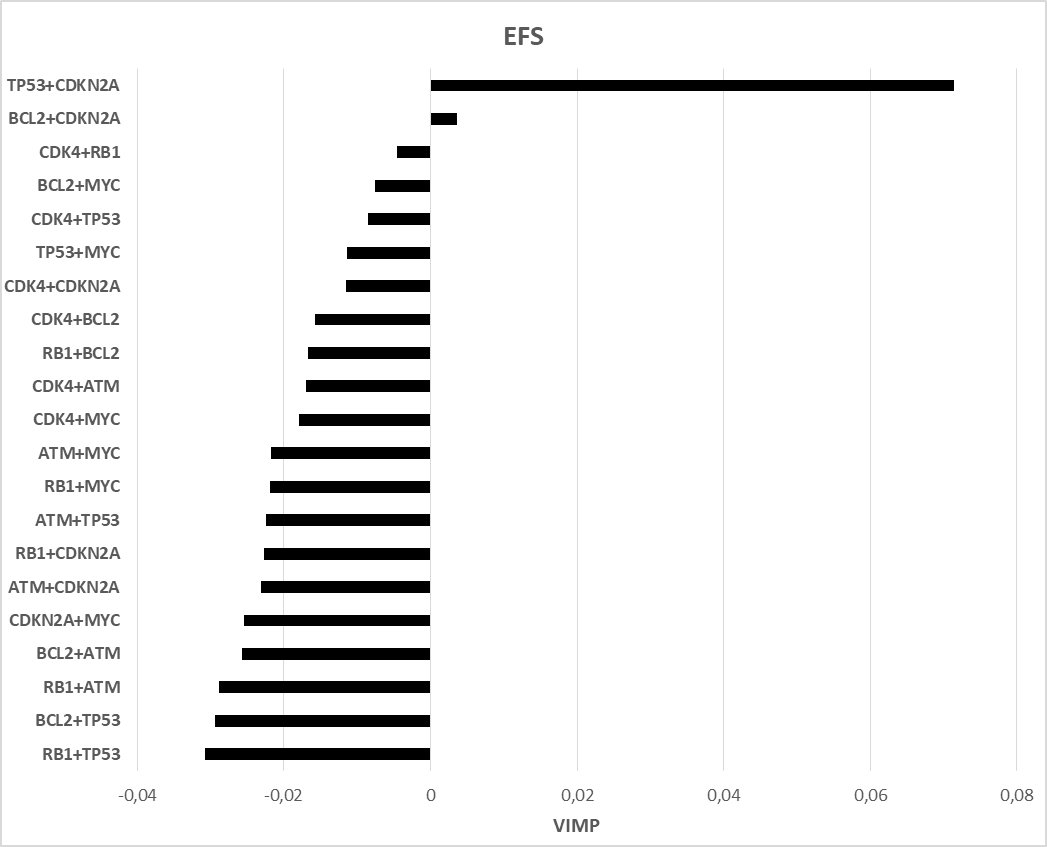 EFS
TP53+CDKN2A
BCL2+CDKN2A
CDK4+RB1
BCL2+MYC
CDK4+TP53
TP53+MYC
CDK4+CDKN2A
CDK4+BCL2
RB1+BCL2
CDK4+ATM
CDK4+MYC
ATM+MYC
RB1+MYC
ATM+TP53
RB1+CDKN2A
ATM+CDKN2A
CDKN2A+MYC
BCL2+ATM
RB1+ATM
BCL2+TP53
RB1+TP53
-0,04 -0,02 0 0,02 0,04 0,06 0,08
VIMP